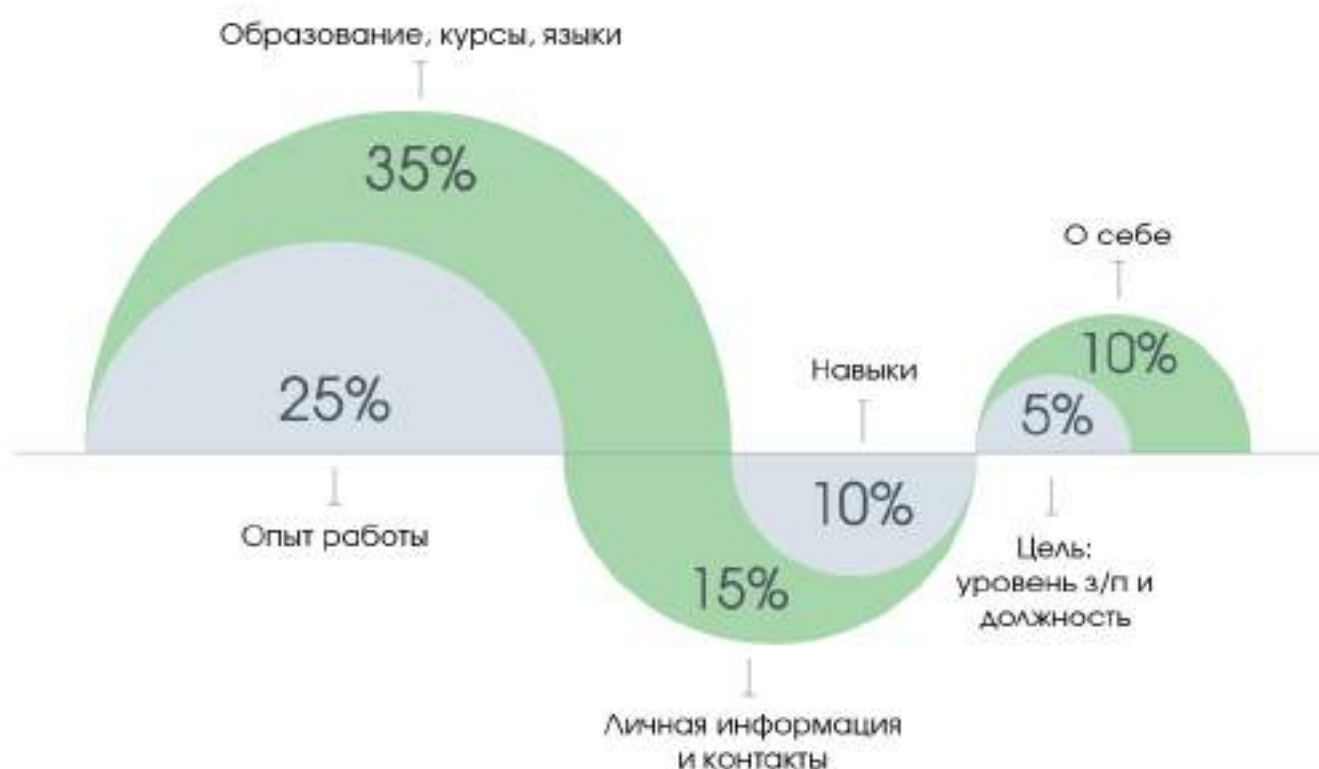 Образование, курсы, языки
35%
О себе
10%
Навыки
25%
5%
10%
Опыт работы
Цель:
уровень з/п и
должность
15%
Личная информация
и контакты